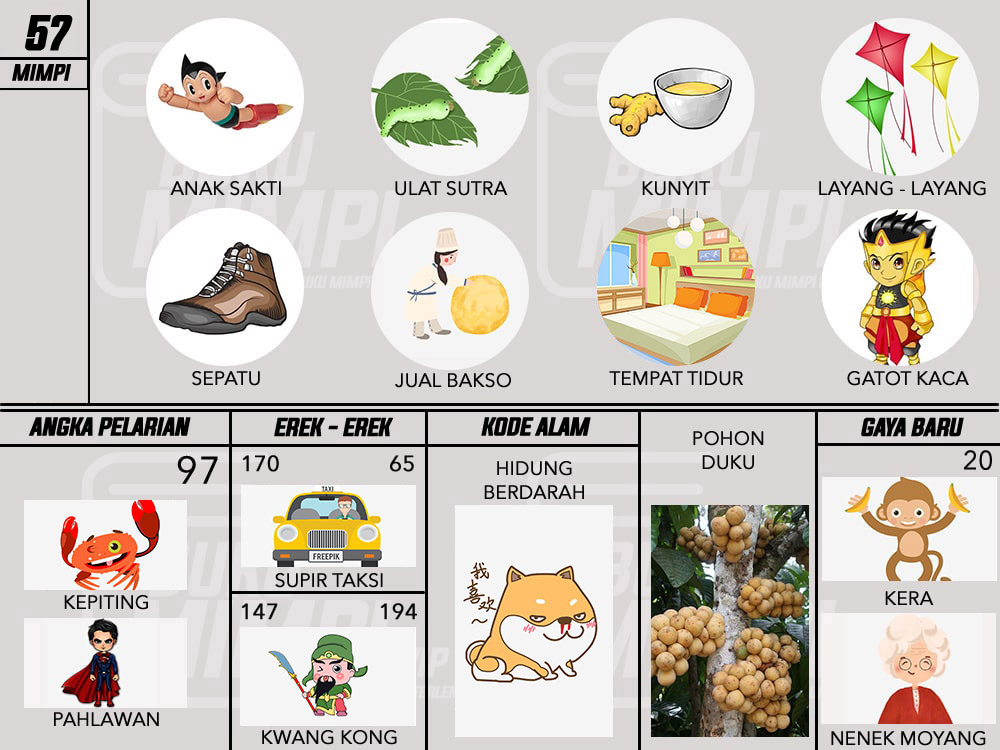 57
MIMPI
ANAK SAKTI
ULAT SUTRA
KUNYIT
LAYANG - LAYANG
SEPATU
JUAL BAKSO
TEMPAT TIDUR
GATOT KACA
ANGKA PELARIAN
97
KEPITING
PAHLAWAN
EREK - EREK
170 65
TAXI
FREEPIK
SUPIR TAKSI
147 194
KWANG KONG
KODE ALAM
HIDUNG
BERDARAH
我
喜
欢
~
POHON
DUKU
GAYA BARU
20
KERA
NENEK MOYANG